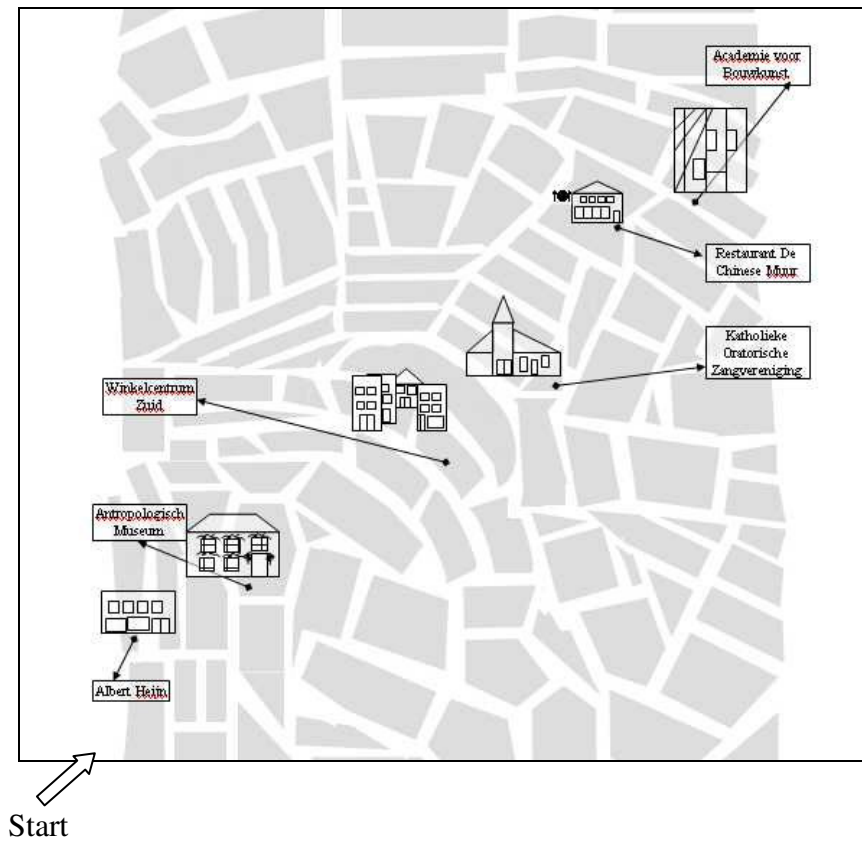 Academie voor
Bouwkunst
Restaurant De
Chinese Muur
Katholieke
Oratorische
Zangvereniging
Winkelcentrum
Zuid
Antropologisch
Museum
Albert Heijn
Start